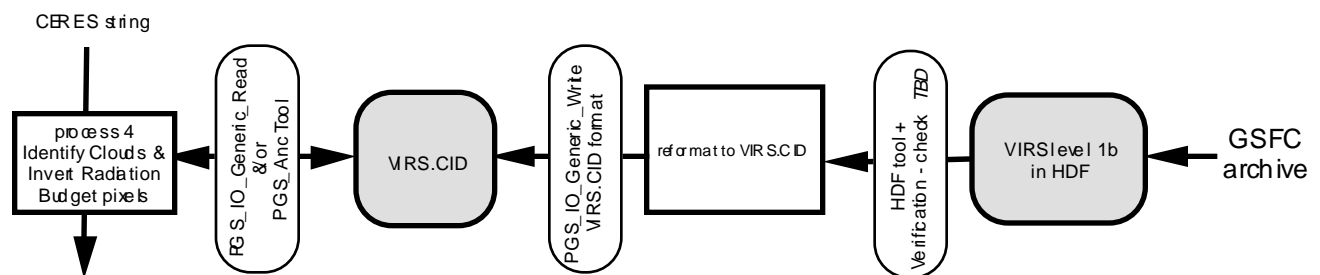 CERES string
process 4
Identify Clouds &
Invert Radiation
Budget pixels
PGS_IO_Generic_Read
&/or
PGS_AncTool
VIRS.CID
PGS_IO_Generic_Write
VIRS.CID format
reformat to VIRS.CID
HDF tool +
Verification - check TBD
VIRS level 1b
in HDF
GSFC
archive